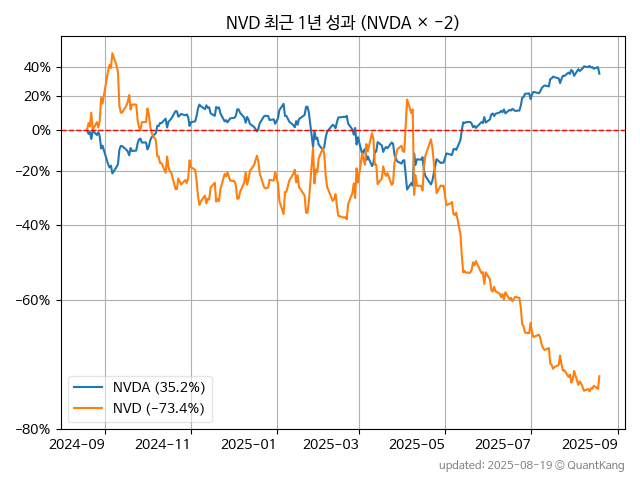 NVD 최근 1년 성과 (NVDA × −2)
40%
20%
0%
−20%
−40%
−60%
−80%
NVDA (35.2%)
NVD (−73.4%)
2024-09 2024-11 2025-01 2025-03 2025-05 2025-07 2025-09
updated: 2025-08-19 © QuantKang